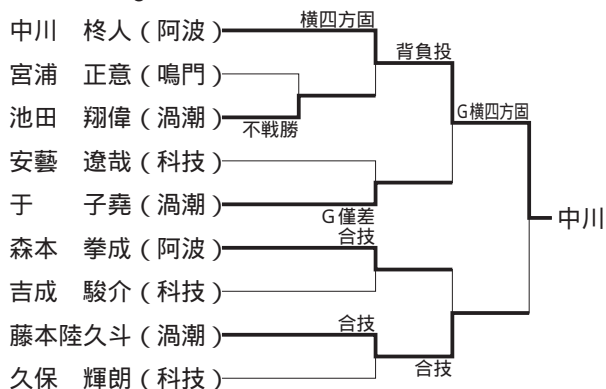 中川　柊人(阿波)
宮浦　正意(鳴門)
池田　翔偉(渦潮)
安藝　遼哉(科技)
于　　子堯(渦潮)
森本　拳成(阿波)
吉成　駿介(科技)
藤本陸久斗(渦潮)
久保　輝朗(科技)
横四方固
不戦勝
背負投
G僅差
合技
合技
合技
G横四方固
中川